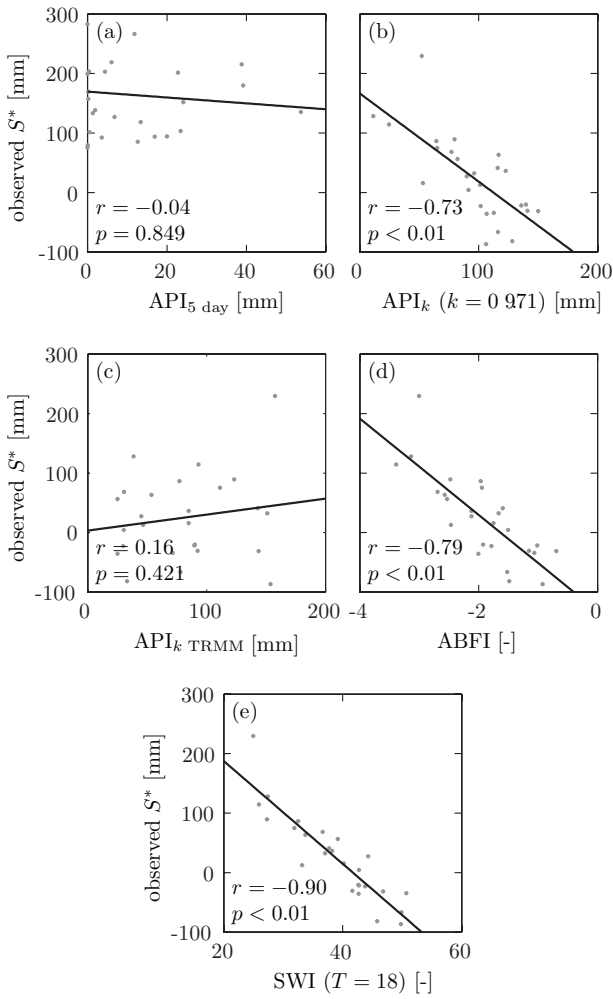 300
(a)
200
100
0
-100
observed S* [mm]
r = −0.04
p = 0.849
0 20 40 60
API5 day [mm]
(b)
r = −0.73
p < 0.01
0 100 200
APIk (k = 0 971) [mm]
300
(c)
200
100
0
-100
observed S* [mm]
r = 0.16
p = 0.421
0 100 200
APIk TRMM [mm]
(d)
r = −0.79
p < 0.01
-4 -2 0
ABFI [-]
300
(e)
200
100
0
-100
observed S* [mm]
r = −0.90
p < 0.01
20 40 60
SWI (T = 18) [-]